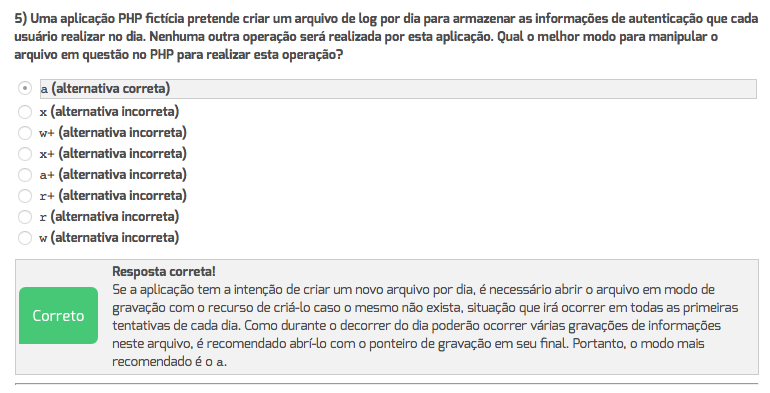 5) Uma aplicação PHP fictícia pretende criar um arquivo de log por dia para armazenar as informações de autenticação que cada
usuário realizar no dia. Nenhuma outra operação será realizada por esta aplicação. Qual o melhor modo para manipular o
arquivo em questão no PHP para realizar esta operação?
a (alternativa correta)
x (alternativa incorreta)
w+ (alternativa incorreta)
x+ (alternativa incorreta)
a+ (alternativa incorreta)
r+ (alternativa incorreta)
r (alternativa incorreta)
w (alternativa incorreta)
Correto
Resposta correta!
Se a aplicação tem a intenção de criar um novo arquivo por dia, é necessário abrir o arquivo em modo de
gravação com o recurso de criá-lo caso o mesmo não exista, situação que irá ocorrer em todas as primeiras
tentativas de cada dia. Como durante o decorrer do dia poderão ocorrer várias gravações de informações
neste arquivo, é recomendado abrí-lo com o ponteiro de gravação em seu final. Portanto, o modo mais
recomendado é o a.